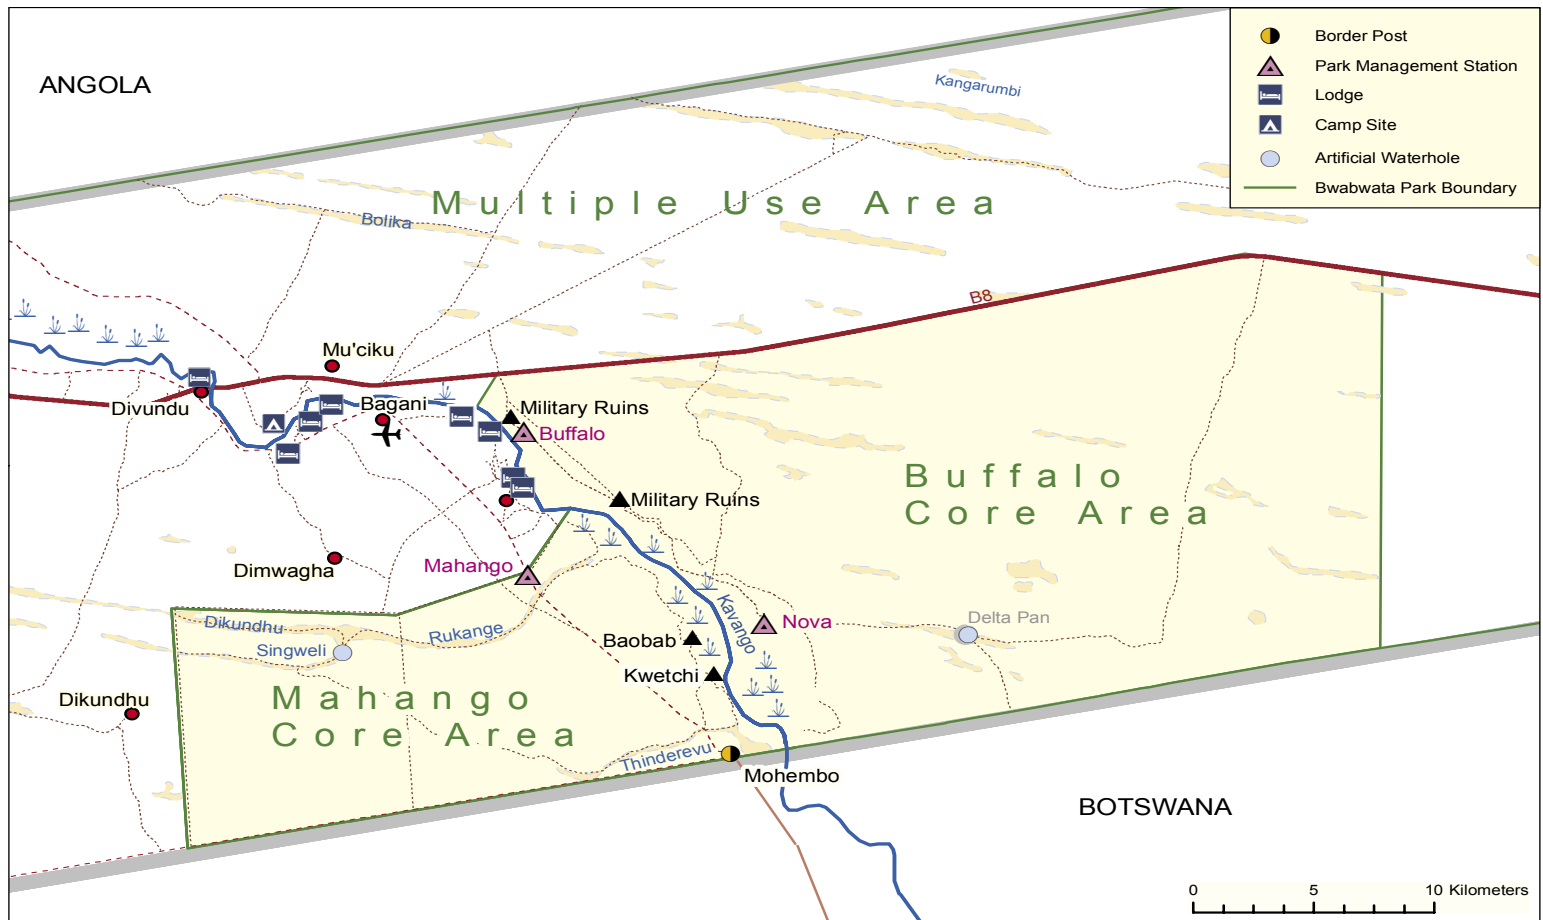 ANGOLA
Kangarumbi
Border Post
Park Management Station
Lodge
Camp Site
Artificial Waterhole
Bwabwata Park Boundary
Multiple Use Area
Bolika
B8
Mu'ciku
Divundu
Bagani
Military Ruins
Buffalo
Military Ruins
Buffalo
Core Area
Mahango
Dimwagha
Dikundhu
Rukange
Singweli
Kavango
Nova
Delta Pan
Baobab
Kwetchi
Dikundhu
Mahango
Core Area
Thinderevu
Mohembo
BOTSWANA
0 5 10 Kilometers